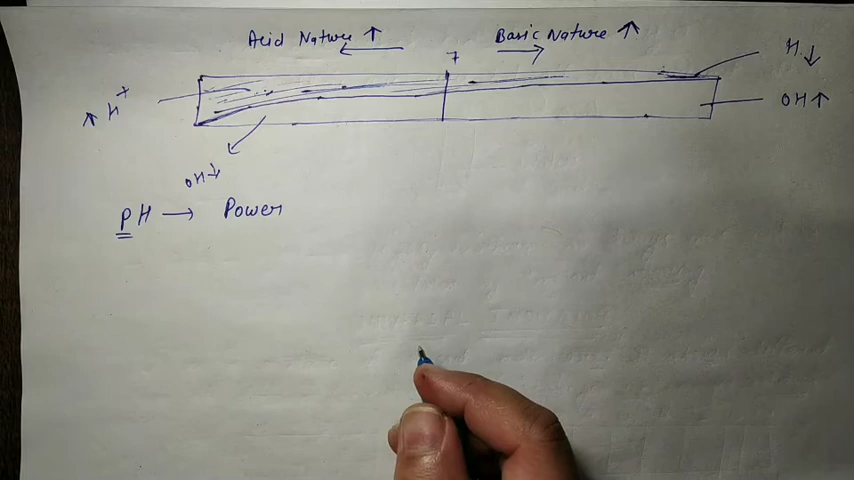 Acid Nature ↑ Basic Nature ↑
7
H ↓
↑ H+
OH ↑
OH↓
PH → Power